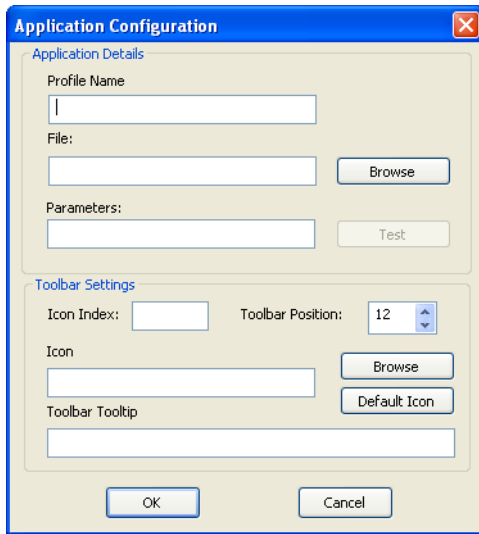 Application Configuration
Application Details
Profile Name
File:
Browse
Parameters:
Test
Toolbar Settings
Icon Index:
Toolbar Position: 12
Icon
Browse
Default Icon
Toolbar Tooltip
OK
Cancel